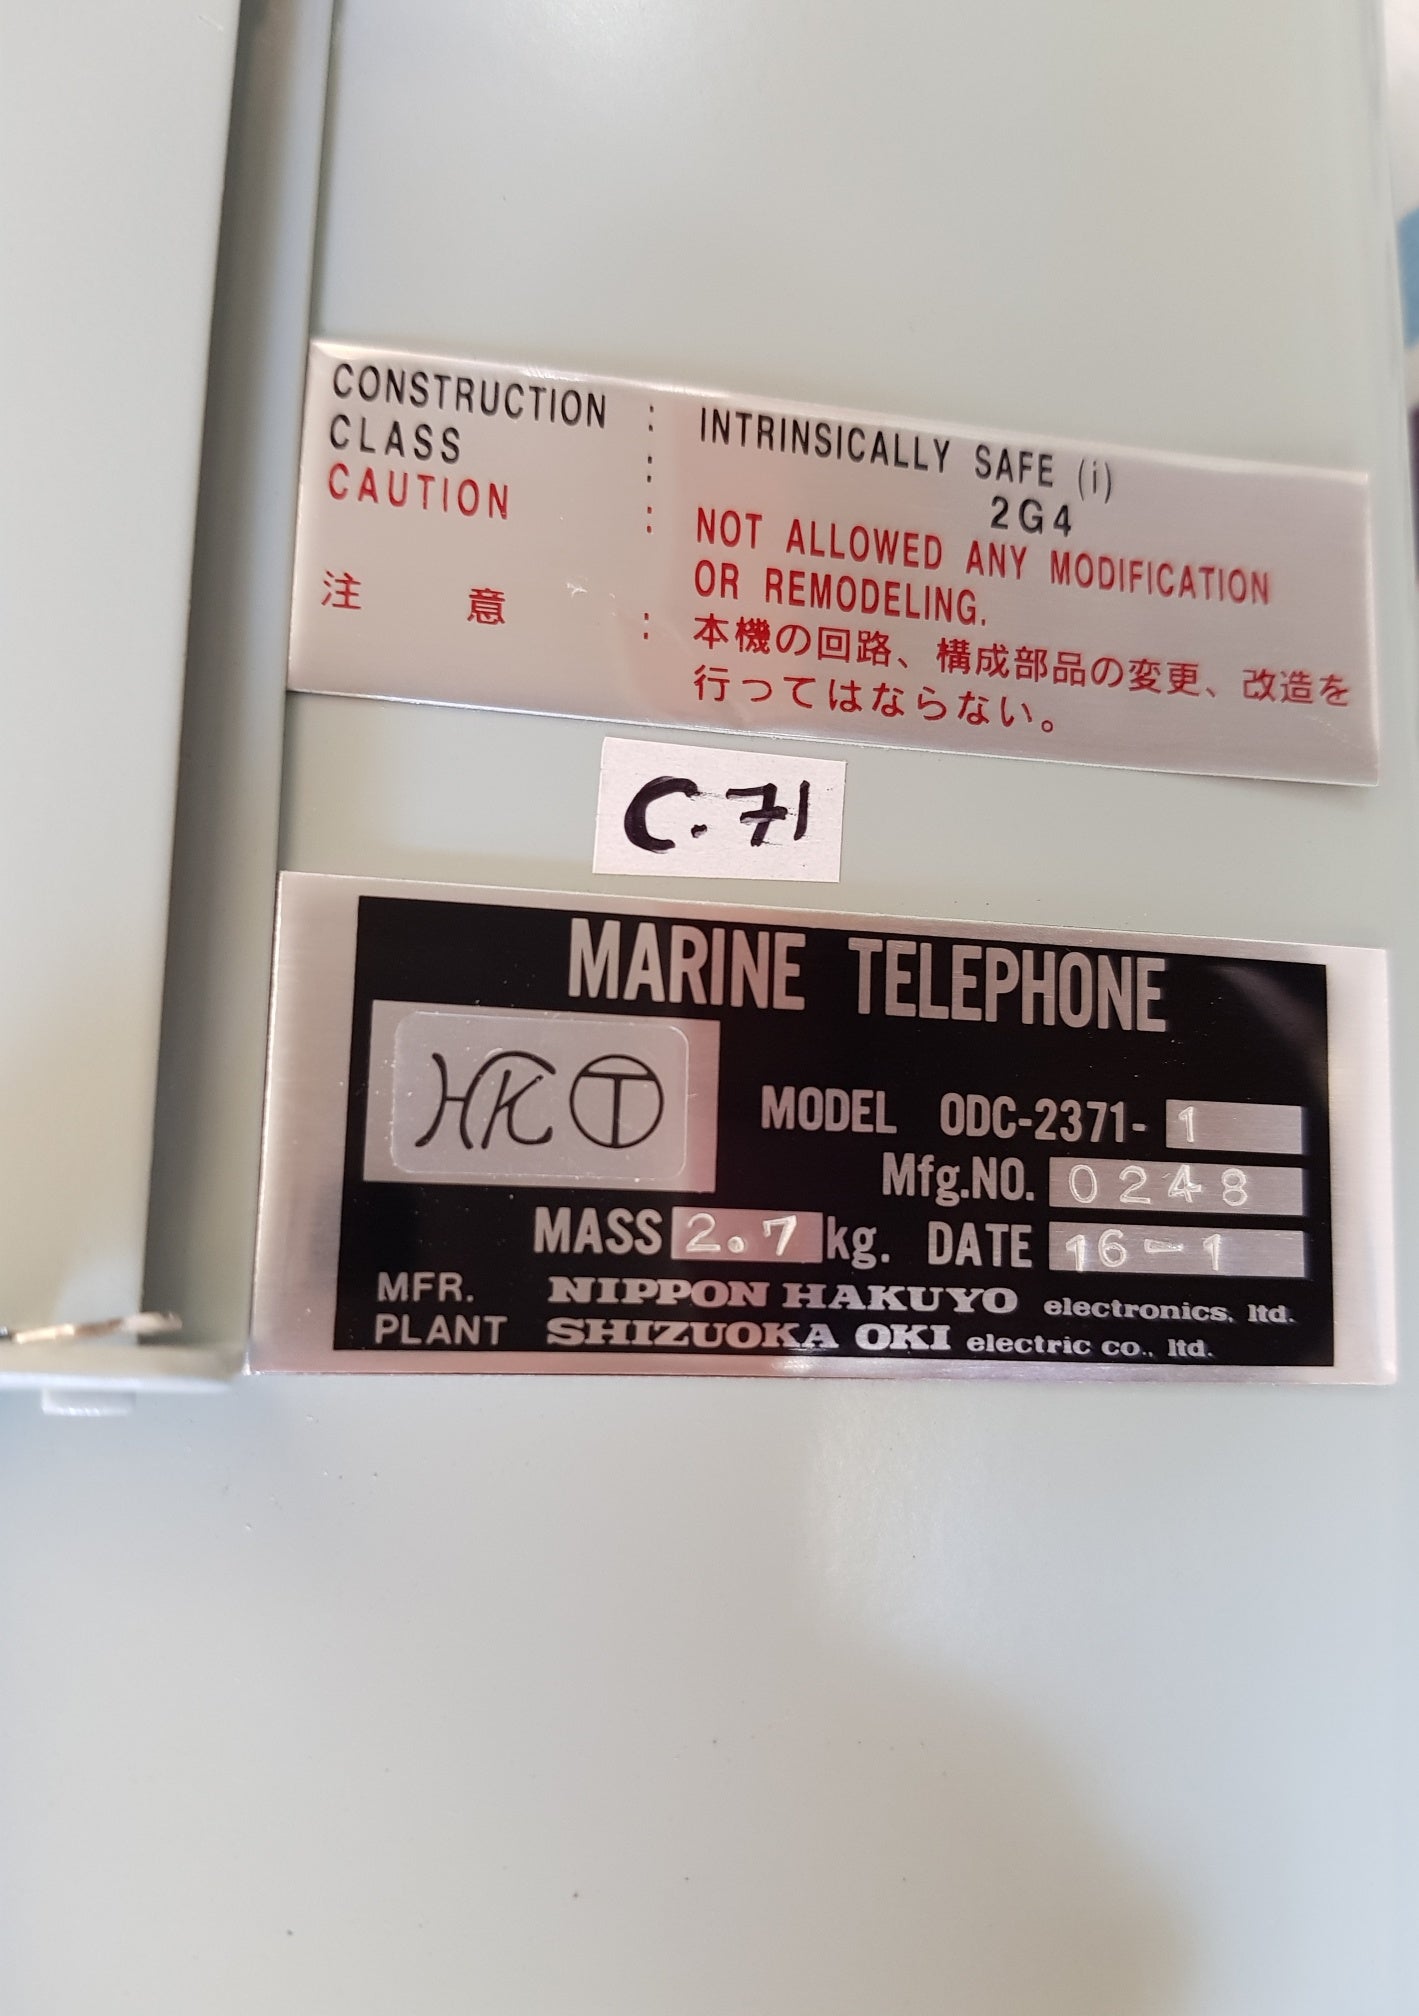 CONSTRUCTION : INTRINSICALLY SAFE (i)
CLASS : 2G4
CAUTION : NOT ALLOWED ANY MODIFICATION
OR REMODELING.
注 意 : 本機の回路、構成部品の変更、改造を
行ってはならない。
C.71
MARINE TELEPHONE
HK T
MODEL ODC-2371- 1
Mfg.NO. 0248
MASS 2.7 kg. DATE 16-1
MFR. NIPPON HAKUYO electronics, ltd.
PLANT SHIZUOKA OKI electric co., ltd.